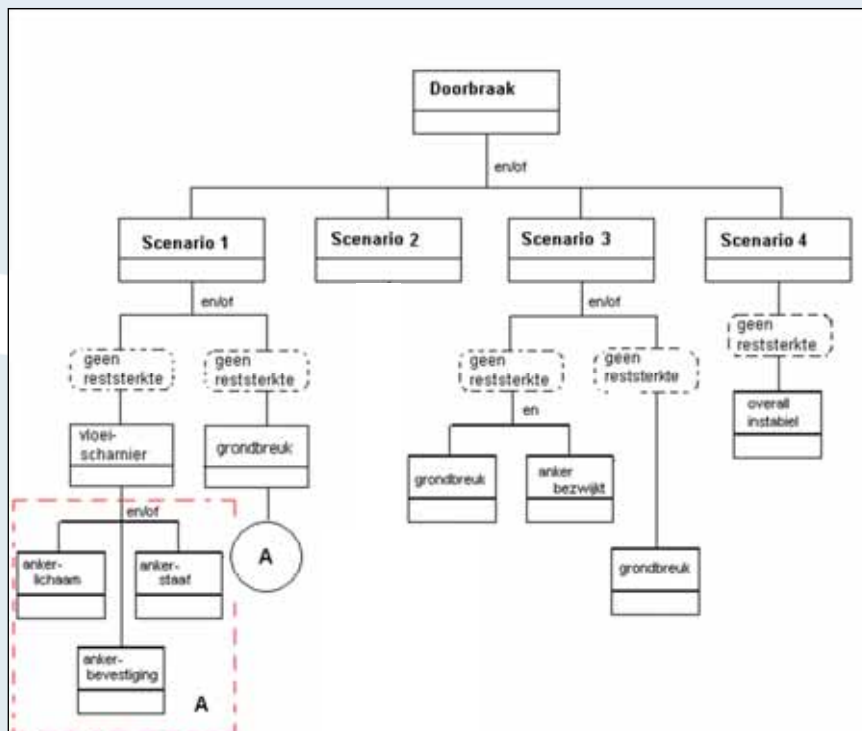 Doorbraak
en/of
Scenario 1
Scenario 2
Scenario 3
Scenario 4
en/of
en/of
geen
reststerkte
geen
reststerkte
geen
reststerkte
geen
reststerkte
geen
reststerkte
vloei-
scharnier
grondbreuk
en
overall
instabiel
grondbreuk
anker
bezwijkt
en/of
anker-
lichaam
anker-
staaf
A
grondbreuk
anker-
bevestiging
A